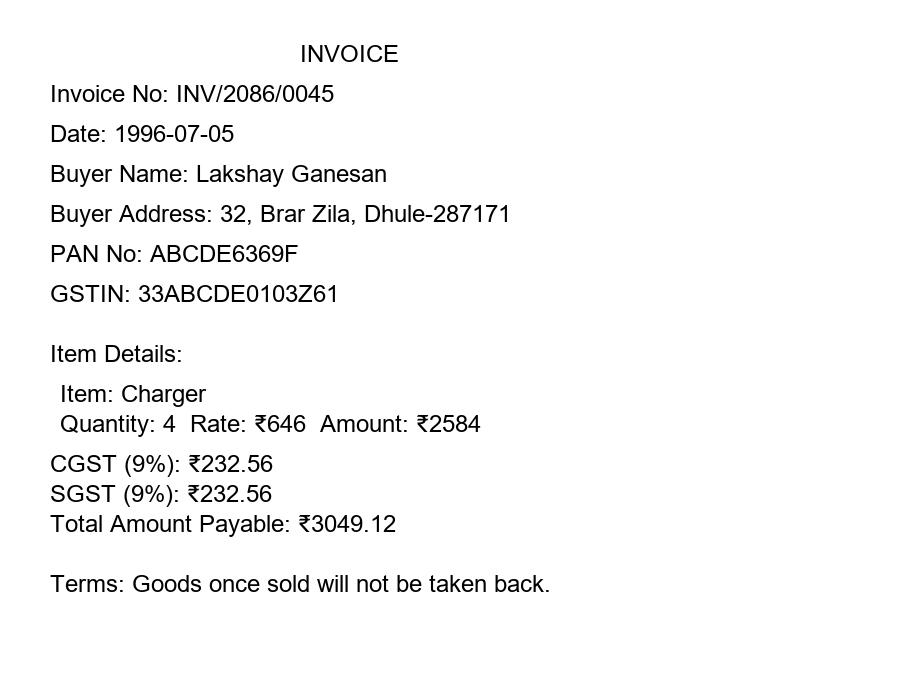 INVOICE
Invoice No: INV/2086/0045
Date: 1996-07-05
Buyer Name: Lakshay Ganesan
Buyer Address: 32, Brar Zila, Dhule-287171
PAN No: ABCDE6369F
GSTIN: 33ABCDE0103Z61
Item Details:
Item: Charger
Quantity: 4  Rate: ₹646  Amount: ₹2584
CGST (9%): ₹232.56
SGST (9%): ₹232.56
Total Amount Payable: ₹3049.12
Terms: Goods once sold will not be taken back.